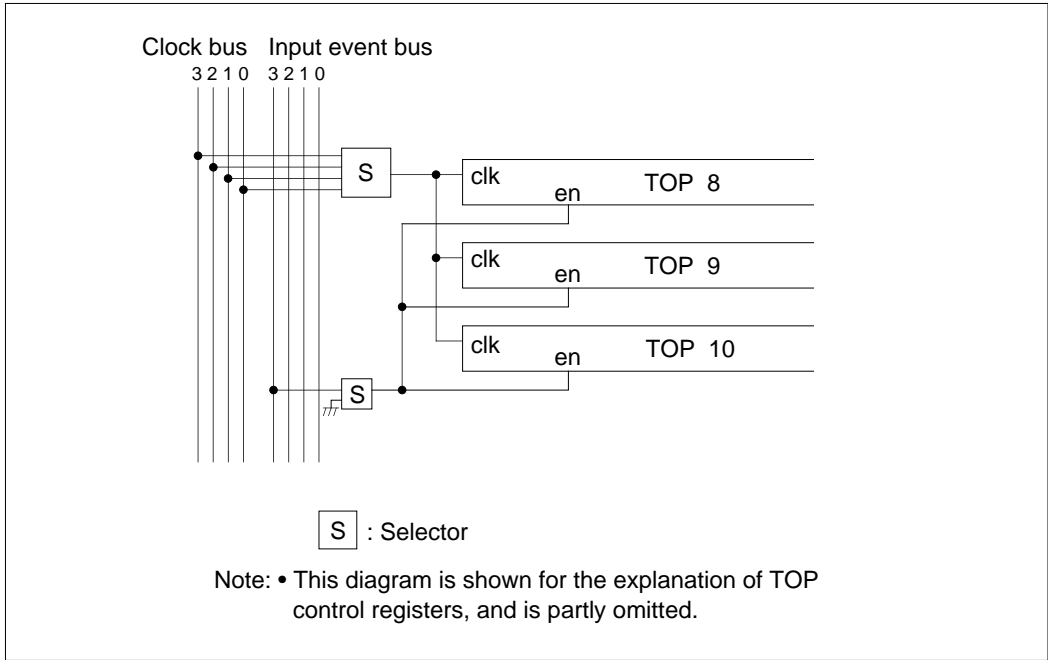 Clock bus Input event bus
3 2 1 0 3 2 1 0
S
clk
en
TOP 8
clk
en
TOP 9
clk
en
TOP 10
S
S : Selector
Note: • This diagram is shown for the explanation of TOP
control registers, and is partly omitted.